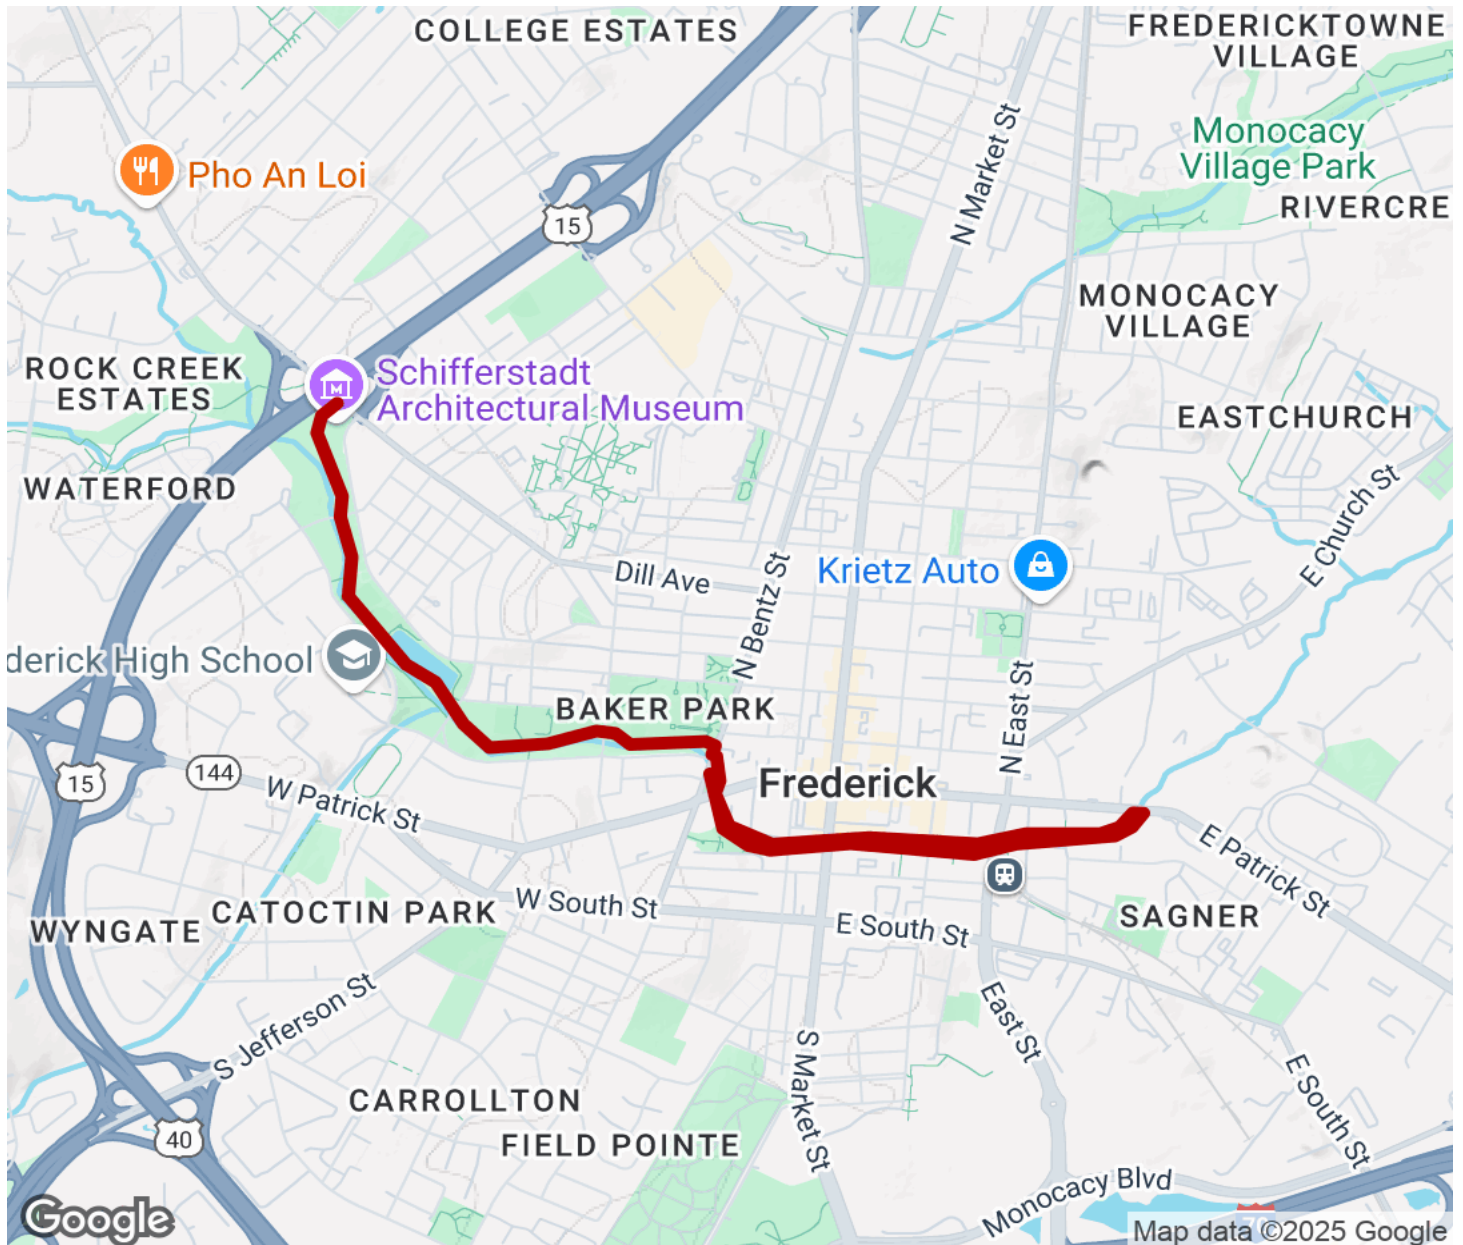 COLLEGE ESTATES
FREDERICKTOWNE
VILLAGE
Monocacy
Village Park
RIVERCRE
Pho An Loi
15
N Market St
MONOCACY
VILLAGE
ROCK CREEK
ESTATES
Schifferstadt
Architectural Museum
EASTCHURCH
WATERFORD
E Church St
Dill Ave
Krietz Auto
N Bentz St
derick High School
BAKER PARK
N East St
15
144
W Patrick St
Frederick
E Patrick St
WYNGATE
CATOCTIN PARK
W South St
E South St
SAGNER
S Jefferson St
East St
CARROLLTON
S Market St
E South St
40
FIELD POINTE
Monocacy Blvd
Google
Map data ©2025 Google